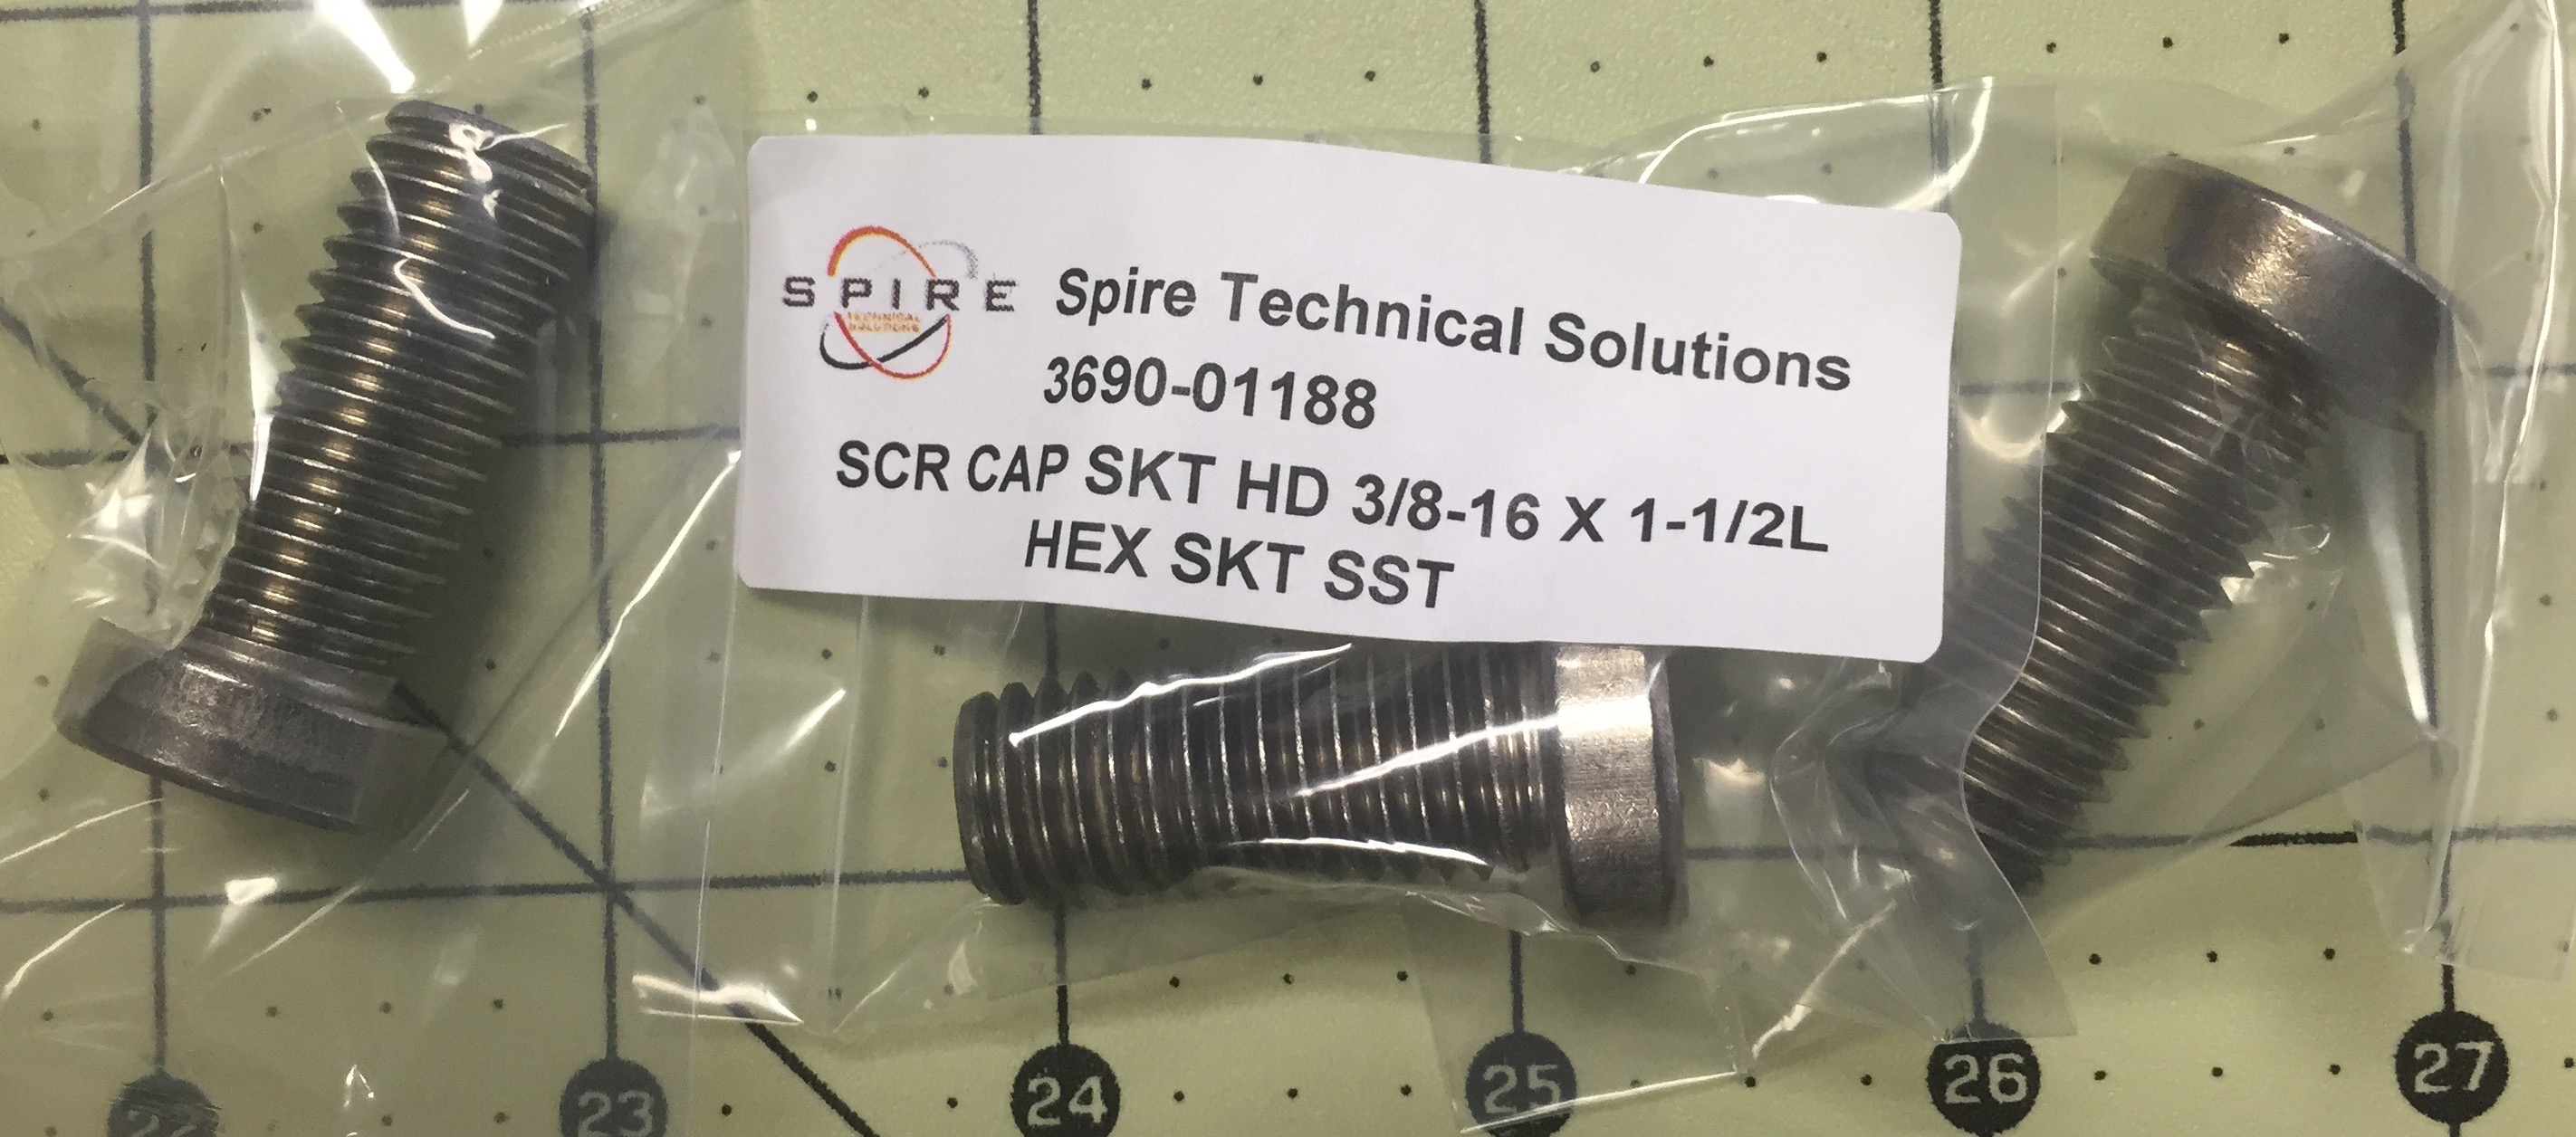 SPIRE
TECHNICAL
SOLUTIONS
Spire Technical Solutions
3690-01188
SCR CAP SKT HD 3/8-16 X 1-1/2L
HEX SKT SST
22
23
24
25
26
27